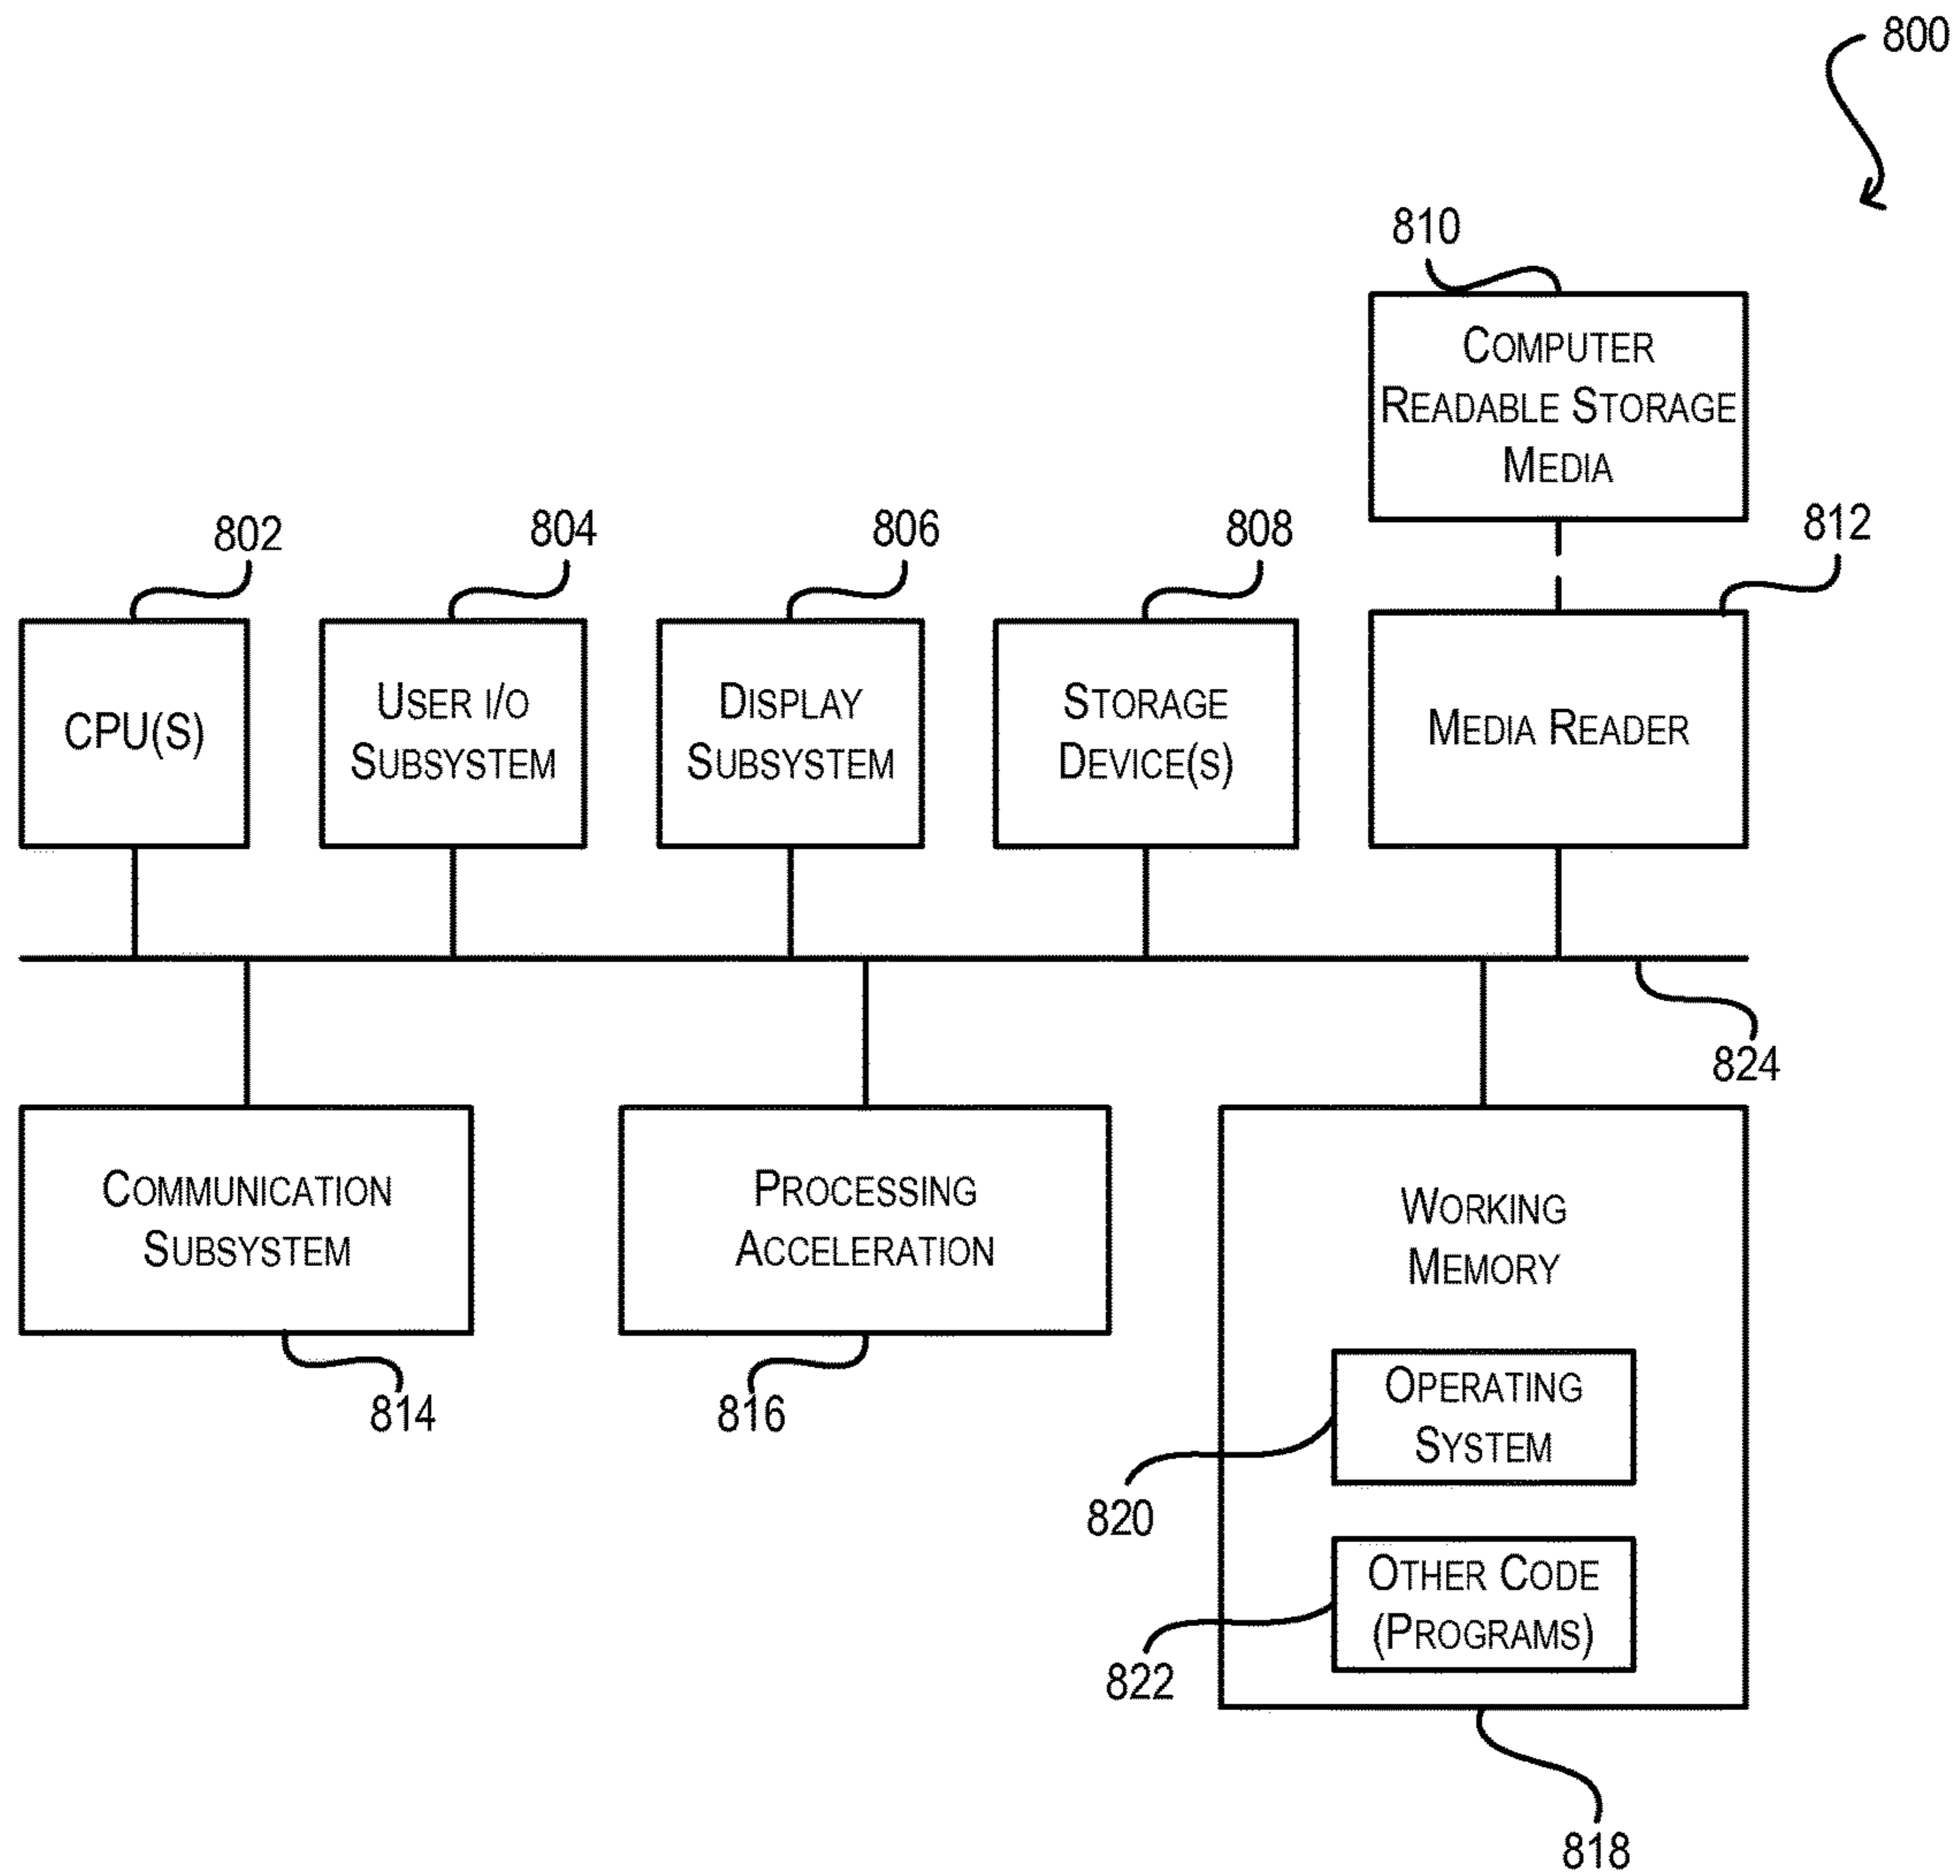 800
810
COMPUTER
READABLE STORAGE
MEDIA
802
804
806
808
812
CPU(S)
USER I/O
SUBSYSTEM
DISPLAY
SUBSYSTEM
STORAGE
DEVICE(S)
MEDIA READER
824
COMMUNICATION
SUBSYSTEM
PROCESSING
ACCELERATION
WORKING
MEMORY
814
816
OPERATING
SYSTEM
820
OTHER CODE
(PROGRAMS)
822
818